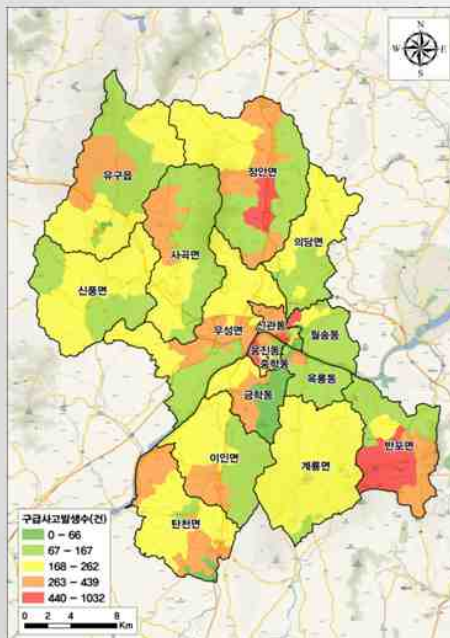 N
W
E
S
유구읍
정안면
사곡면
의당면
신풍면
우성면
신관동
월송동
웅진동
중학동
옥룡동
금학동
반포면
이인면
계룡면
탄천면
구급사고발생수(건)
0 - 66
67 - 167
168 - 262
263 - 439
440 - 1032
0 2 4 8
Km